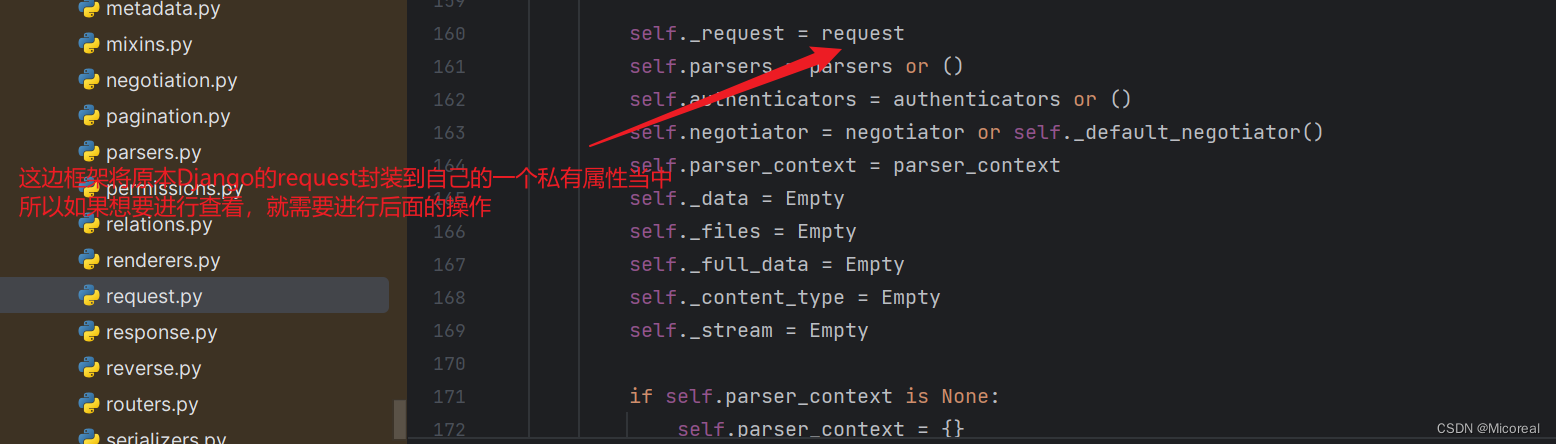 metadata.py
mixins.py
negotiation.py
pagination.py
parsers.py
permissions.py
relations.py
renderers.py
request.py
response.py
reverse.py
routers.py
serializers.py
这边框架将原本Django的request封装到自己的一个私有属性当中
所以如果想要进行查看，就需要进行后面的操作
159
160 self._request = request
161 self.parsers = parsers or ()
162 self.authenticators = authenticators or ()
163 self.negotiator = negotiator or self._default_negotiator()
164 self.parser_context = parser_context
165 self._data = Empty
166 self._files = Empty
167 self._full_data = Empty
168 self._content_type = Empty
169 self._stream = Empty
170
171 if self.parser_context is None:
172 self.parser_context = {}
CSDN @Micoreal